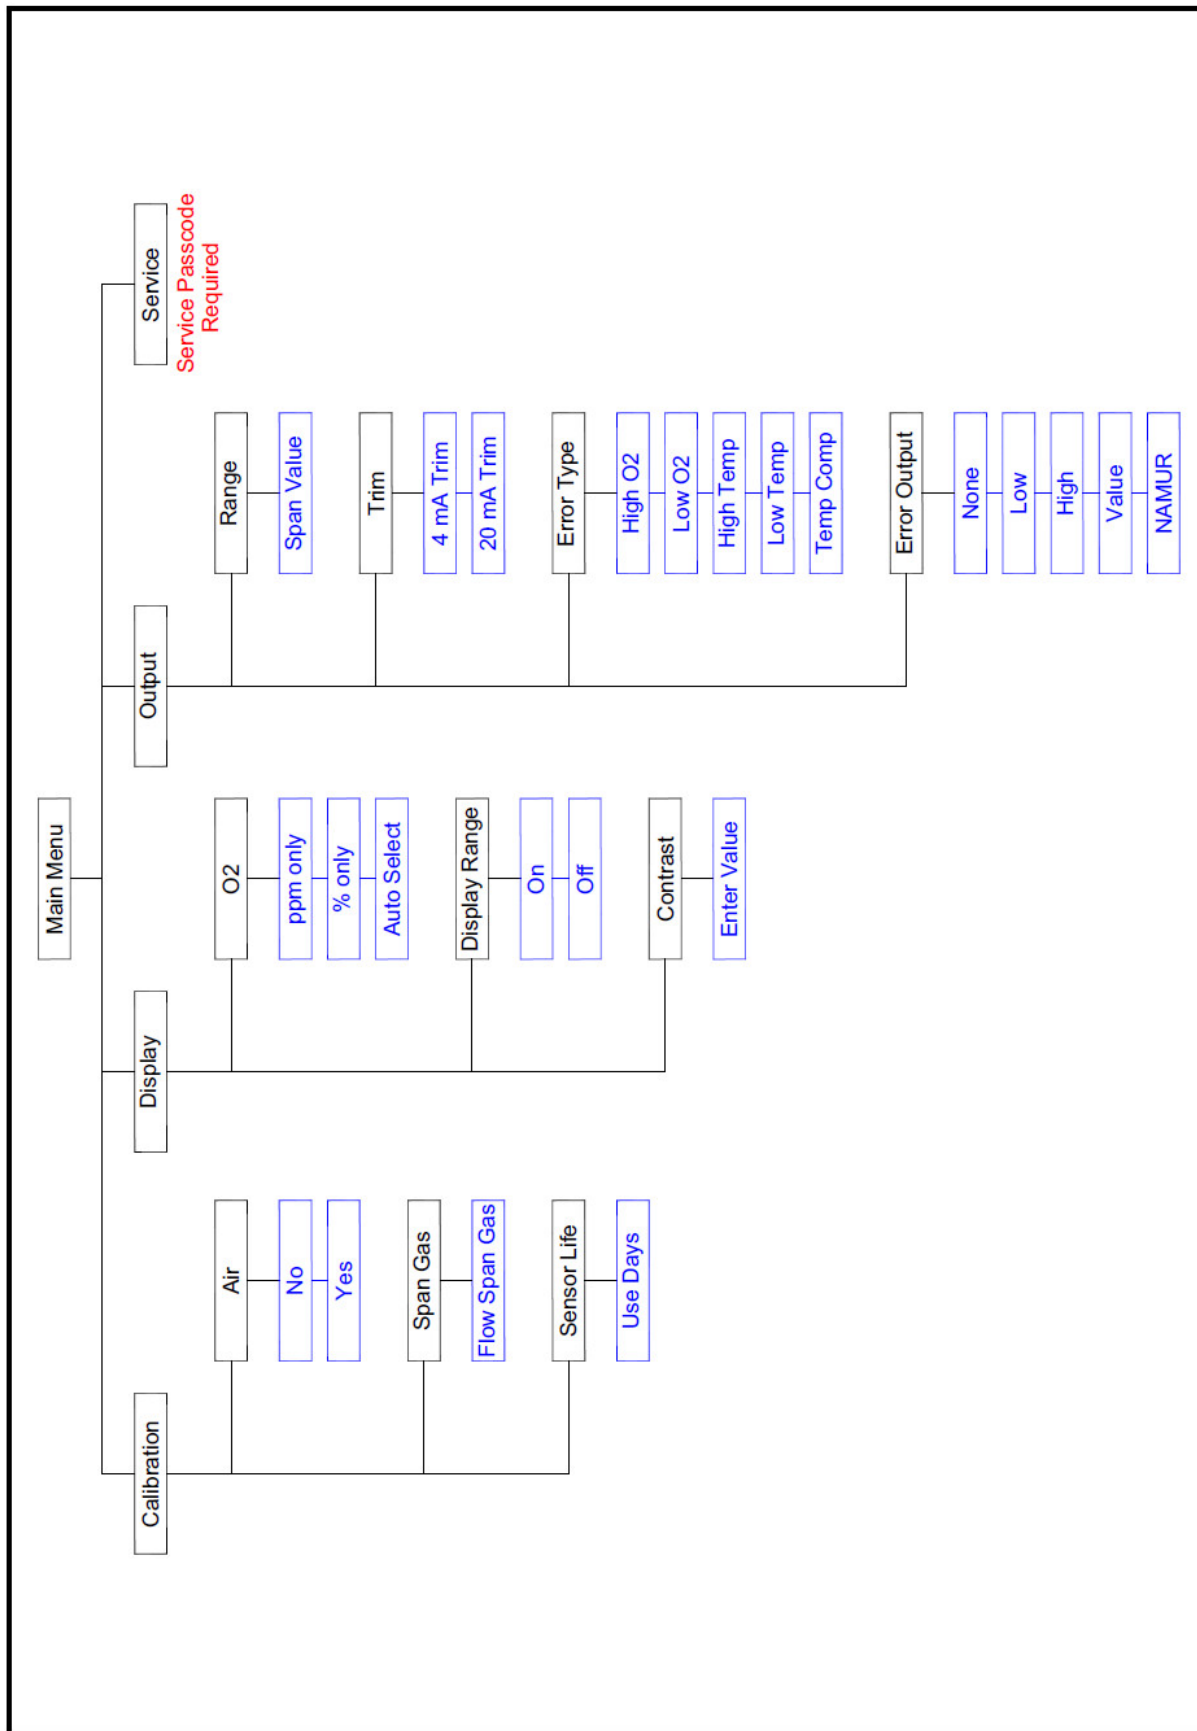 Main Menu
Calibration
Air
No
Yes
Span Gas
Flow Span Gas
Sensor Life
Use Days
Display
O2
ppm only
% only
Auto Select
Display Range
On
Off
Contrast
Enter Value
Output
Range
Span Value
Trim
4 mA Trim
20 mA Trim
Error Type
High O2
Low O2
High Temp
Low Temp
Temp Comp
Error Output
None
Low
High
Value
NAMUR
Service
Service Passcode
Required